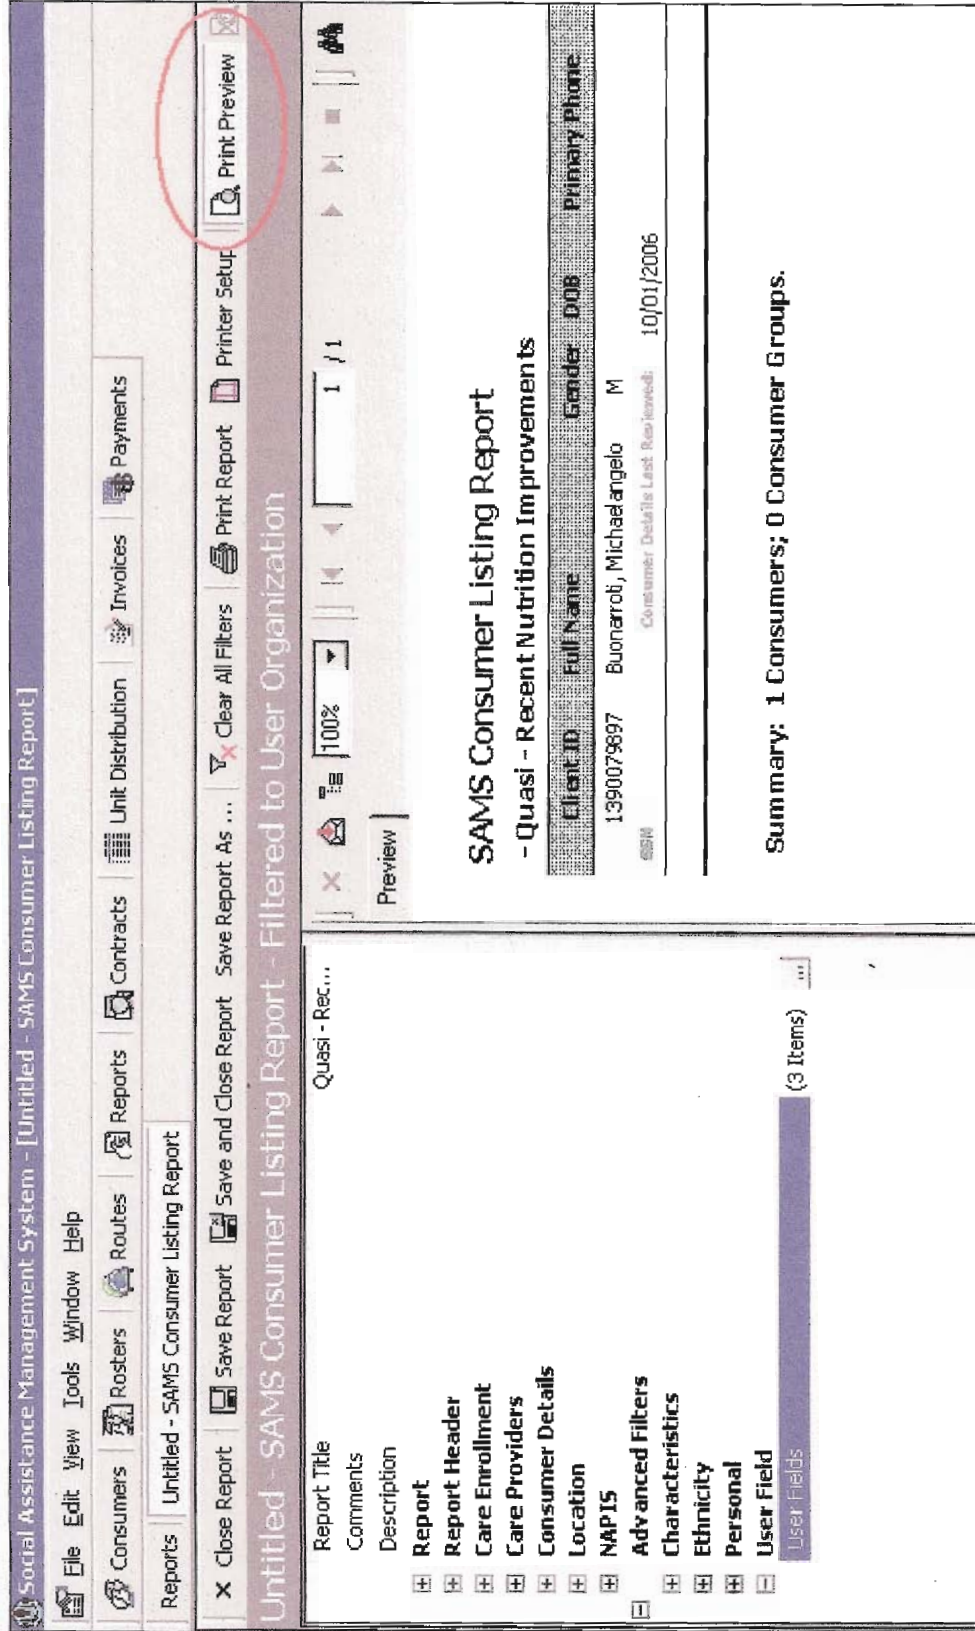 Social Assistance Management System - [Untitled - SAMS Consumer Listing Report]
File Edit View Tools Window Help
Consumers Rosters Routes Reports Contracts Unit Distribution Invoices Payments
Reports Untitled - SAMS Consumer Listing Report
Close Report Save Report Save and Close Report Save Report As ... Clear All Filters Print Report Printer Setup Print Preview
Untitled - SAMS Consumer Listing Report - Filtered to User Organization
Report Title Quasi - Rec...
Comments
Description
Report
Report Header
Care Enrollment
Care Providers
Consumer Details
Location
NAPIS
Advanced Filters
Characteristics
Ethnicity
Personal
User Field
User Fields (3 Items) ...
100% 1 / 1
Preview
SAMS Consumer Listing Report
- Quasi - Recent Nutrition Improvements
Client ID Full Name Gender DOB Primary Phone
1390079897 Buonarroti, Michaelangelo M
Consumer Details Last Reviewed: 10/01/2006
Summary: 1 Consumers; 0 Consumer Groups.